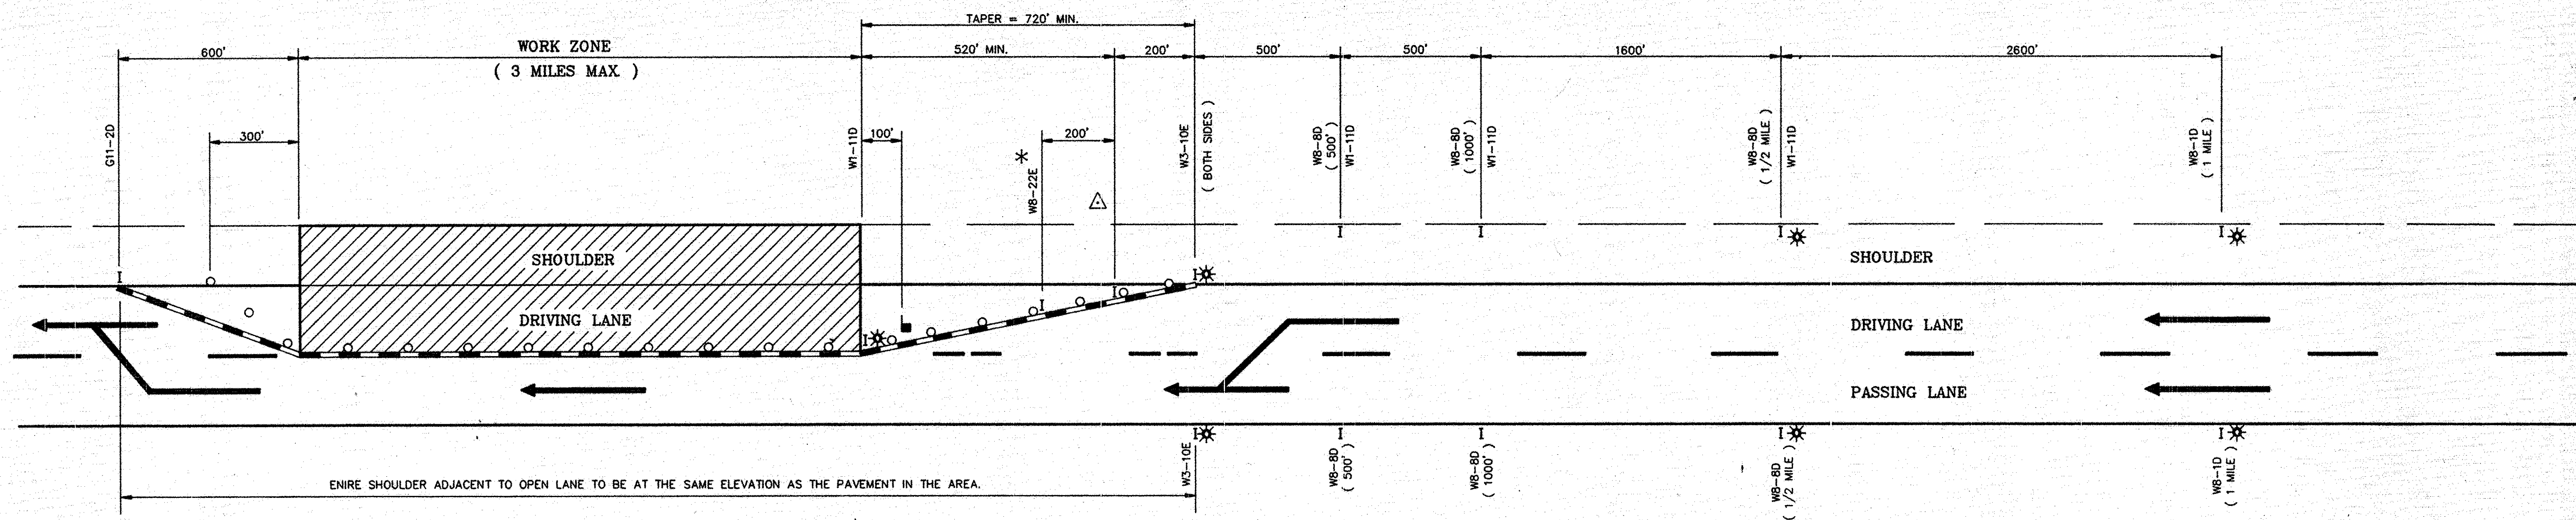 TAPER = 720' MIN.
600'
WORK ZONE
( 3 MILES MAX. )
520' MIN.
200'
500'
500'
1600'
2600'
300'
100'
200'
G11-2D
W1-11D
W8-22E
W3-10E
( BOTH SIDES )
W8-8D
( 500' )
W1-11D
W8-8D
( 1000' )
W1-11D
W8-8D
( 1/2 MILE )
W1-11D
W8-1D
( 1 MILE )
SHOULDER
SHOULDER
DRIVING LANE
DRIVING LANE
PASSING LANE
W3-10E
W8-8D
( 500' )
W8-8D
( 1000' )
W8-8D
( 1/2 MILE )
W8-1D
( 1 MILE )
ENIRE SHOULDER ADJACENT TO OPEN LANE TO BE AT THE SAME ELEVATION AS THE PAVEMENT IN THE AREA.